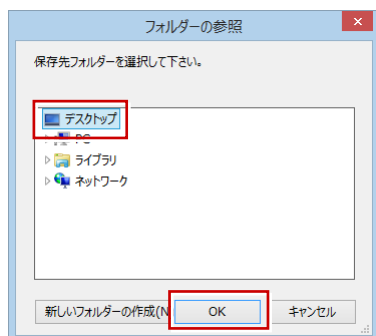 フォルダーの参照
保存先フォルダーを選択して下さい。
デスクトップ
PC
ライブラリ
ネットワーク
新しいフォルダーの作成(N
OK
キャンセル